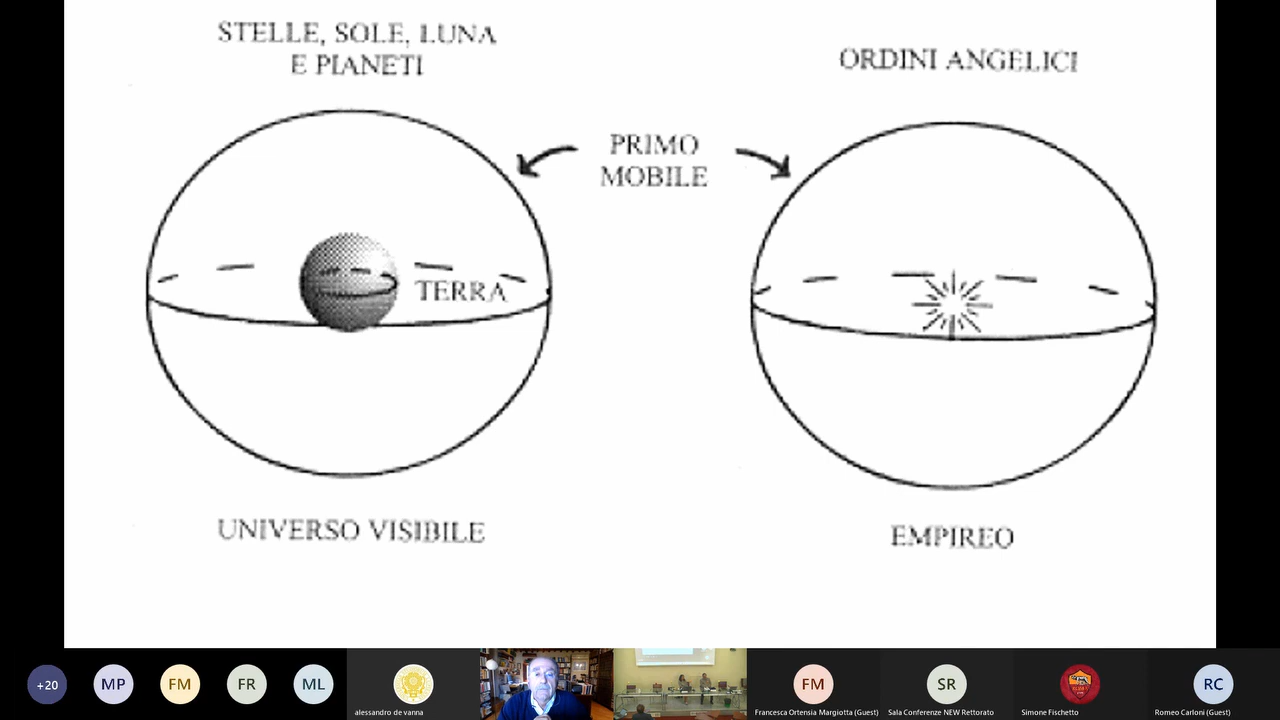 STELLE, SOLE, LUNA
E PIANETI
ORDINI ANGELICI
PRIMO
MOBILE
TERRA
UNIVERSO VISIBILE
EMPIREO
+20
MP
FM
FR
ML
alessandro de vanna
FM
Francesca Ortensia Margiotta (Guest)
SR
Sala Conferenze NEW Rettorato
Simone Fischetto
RC
Romeo Carloni (Guest)